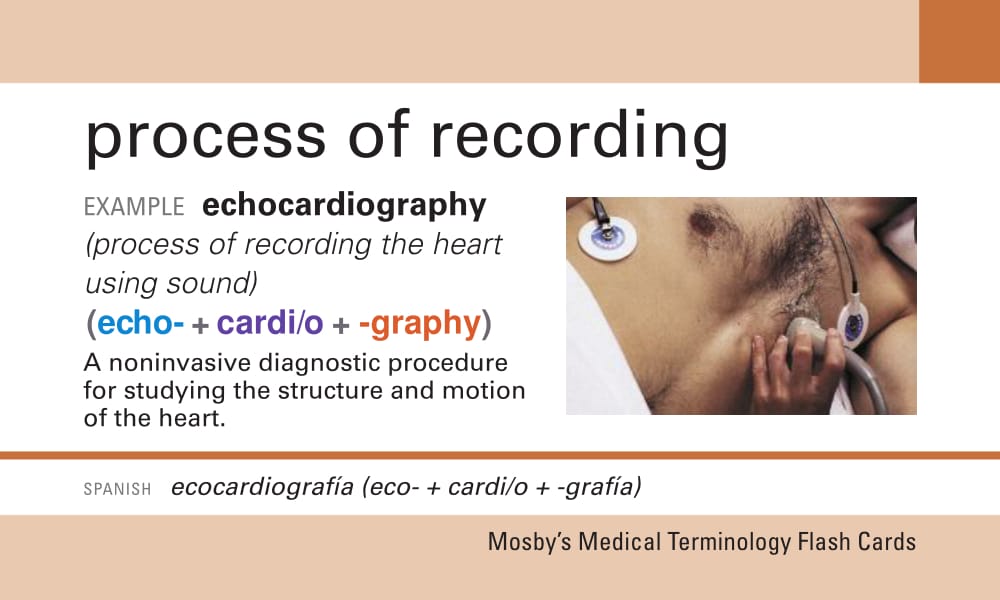 process of recording
EXAMPLE echocardiography
(process of recording the heart
using sound)
(echo- + cardi/o + -graphy)
A noninvasive diagnostic procedure
for studying the structure and motion
of the heart.
SPANISH ecocardiografía (eco- + cardi/o + -grafía)
Mosby's Medical Terminology Flash Cards